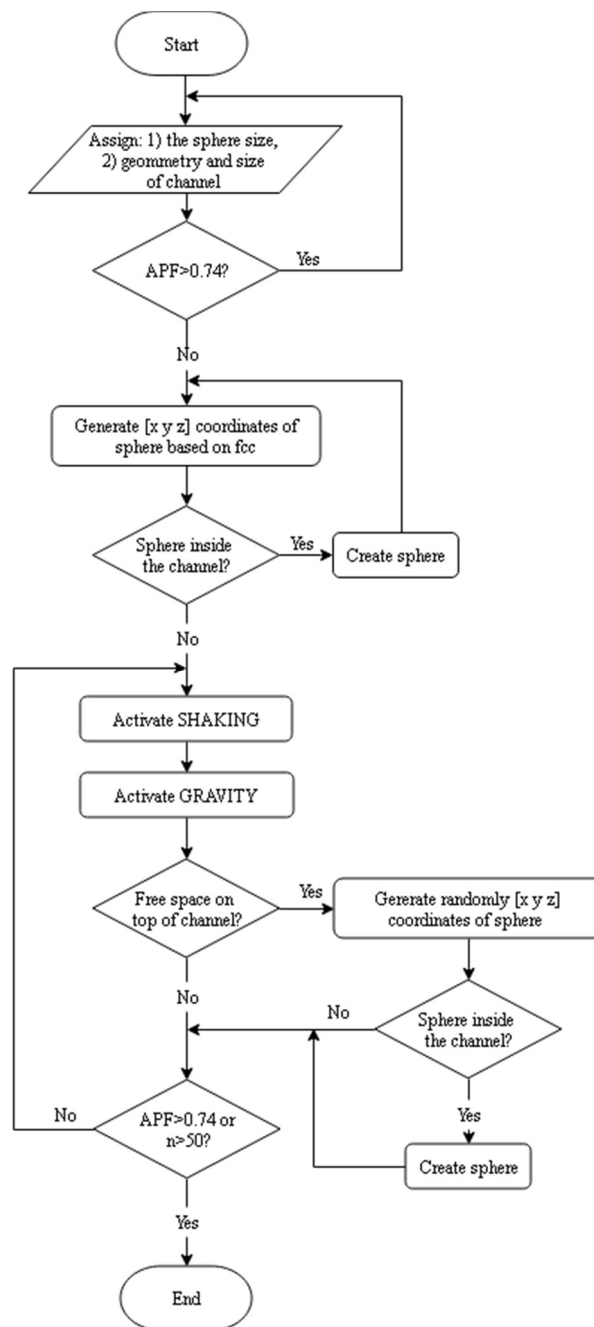 Start
Assign: 1) the sphere size,
2) geommetry and size
of channel
APF>0.74?
Yes
No
Generate [x y z] coordinates of
sphere based on fcc
Sphere inside
the channel?
Yes
Create sphere
No
Activate SHAKING
Activate GRAVITY
Free space on
top of channel?
Yes
Gererate randomly [x y z]
coordinates of sphere
No
No
Sphere inside
the channel?
Yes
Create sphere
APF>0.74 or
n>50?
No
Yes
End